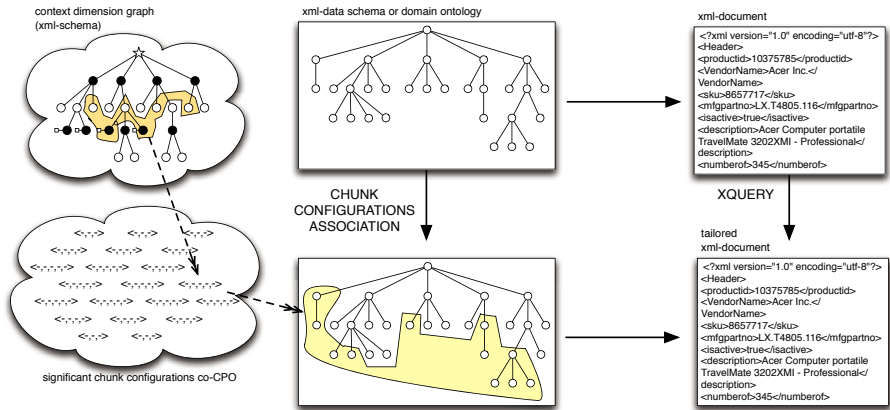 context dimension graph
(xml-schema)
xml-data schema or domain ontology
xml-document
<?xml version="1.0" encoding="utf-8"?>
<Header>
<productid>10375785</productid>
<VendorName>Acer Inc.</
VendorName>
<sku>8657717</sku>
<mfgpartno>LX.T4805.116</mfgpartno>
<isactive>true</isactive>
<description>Acer Computer portatile
TravelMate 3202XMI - Professional</
description>
<numberof>345</numberof>
CHUNK
CONFIGURATIONS
ASSOCIATION
XQUERY
tailored
xml-document
<?xml version="1.0" encoding="utf-8"?>
<Header>
<productid>10375785</productid>
<VendorName>Acer Inc.</
VendorName>
<sku>8657717</sku>
<mfgpartno>LX.T4805.116</mfgpartno>
<isactive>true</isactive>
<description>Acer Computer portatile
TravelMate 3202XMI - Professional</
description>
<numberof>345</numberof>
significant chunk configurations co-CPO